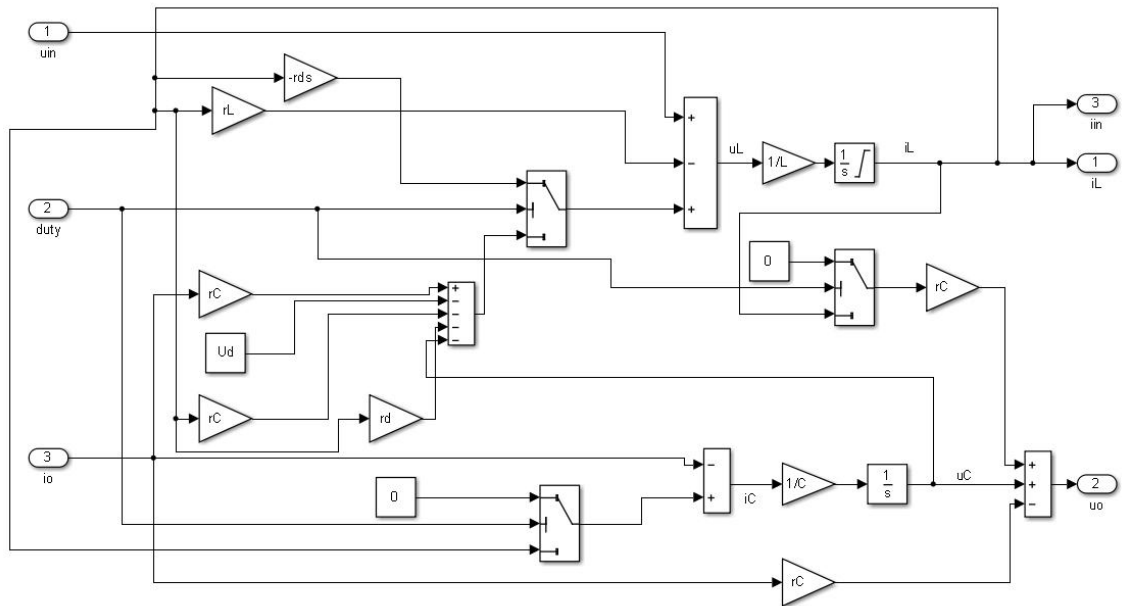 1
uin
-rds
rL
+
−
+
uL
1/L
1
s
iL
3
iin
1
iL
2
duty
0
rC
rC
+
−
−
−
−
Ud
rC
rd
3
io
0
−
+
iC
1/C
1
s
uC
+
+
−
2
uo
rC